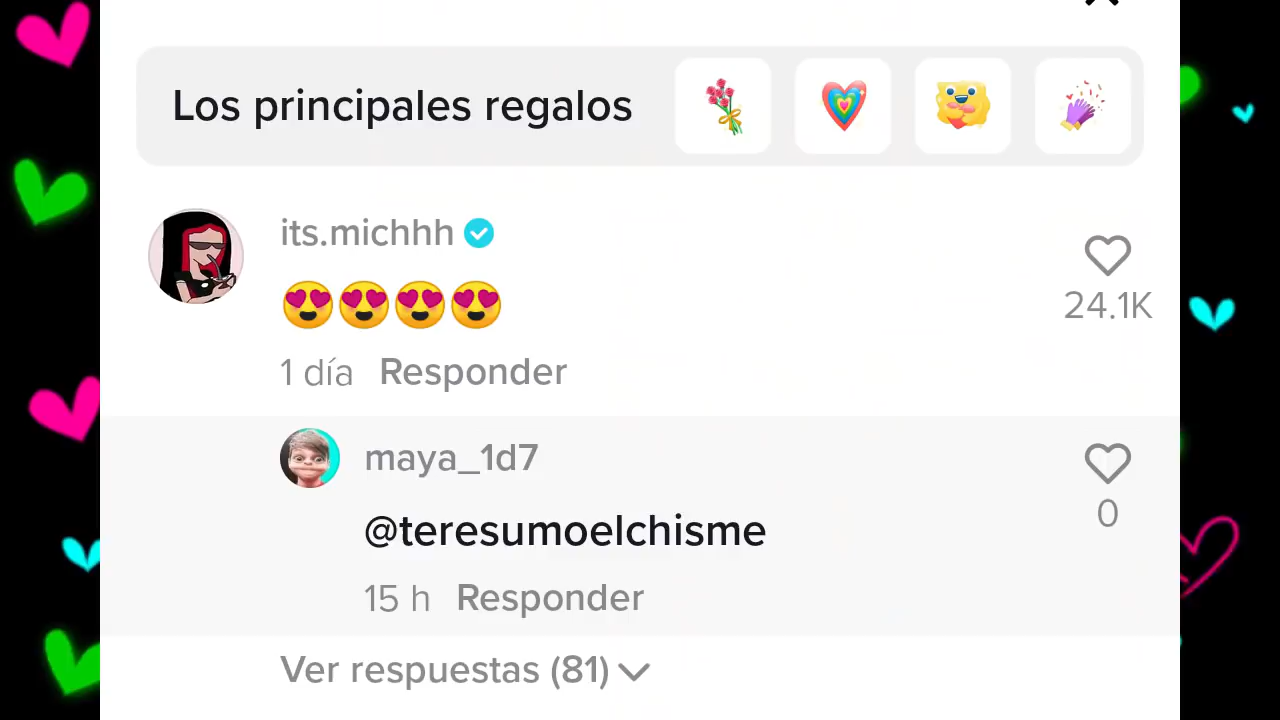 Los principales regalos
its.michhh
😍😍😍😍
24.1K
1 día Responder
maya_1d7
@teresumoelchisme
0
15 h Responder
Ver respuestas (81)